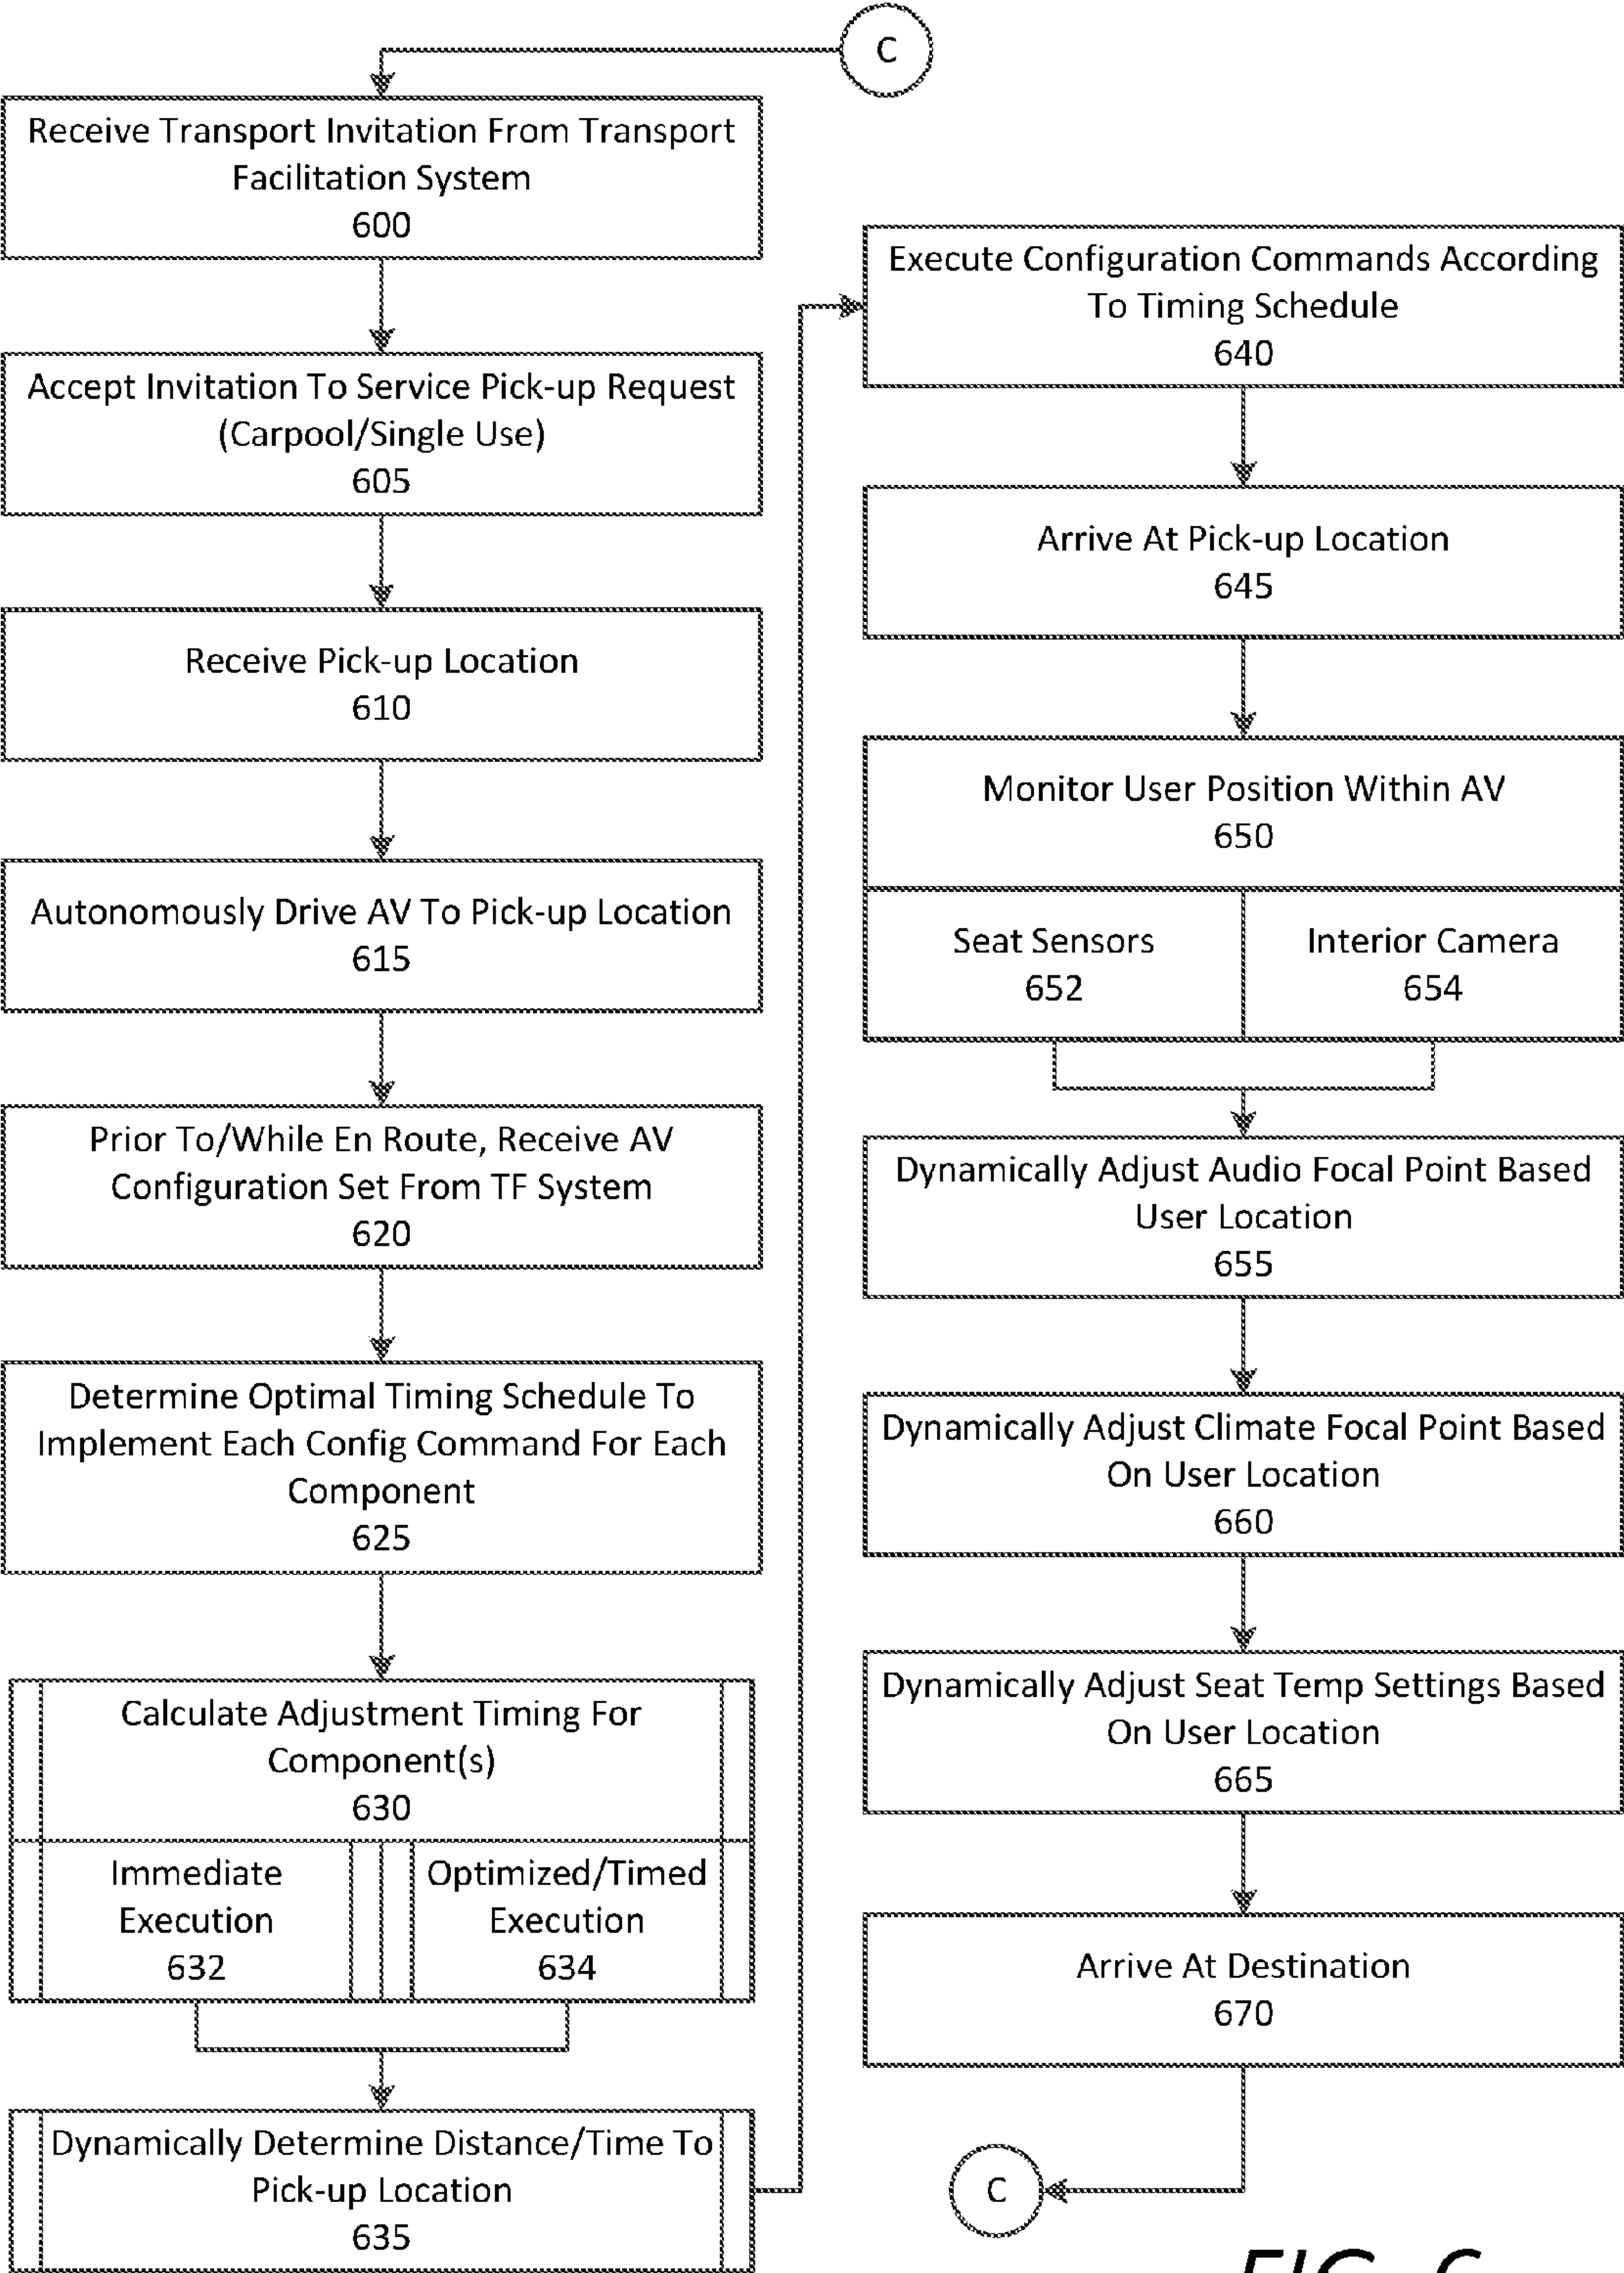 C
Receive Transport Invitation From Transport
Facilitation System
600
Accept Invitation To Service Pick-up Request
(Carpool/Single Use)
605
Receive Pick-up Location
610
Autonomously Drive AV To Pick-up Location
615
Prior To/While En Route, Receive AV
Configuration Set From TF System
620
Determine Optimal Timing Schedule To
Implement Each Config Command For Each
Component
625
Calculate Adjustment Timing For
Component(s)
630
Immediate
Execution
632
Optimized/Timed
Execution
634
Dynamically Determine Distance/Time To
Pick-up Location
635
Execute Configuration Commands According
To Timing Schedule
640
Arrive At Pick-up Location
645
Monitor User Position Within AV
650
Seat Sensors
652
Interior Camera
654
Dynamically Adjust Audio Focal Point Based
User Location
655
Dynamically Adjust Climate Focal Point Based
On User Location
660
Dynamically Adjust Seat Temp Settings Based
On User Location
665
Arrive At Destination
670
C